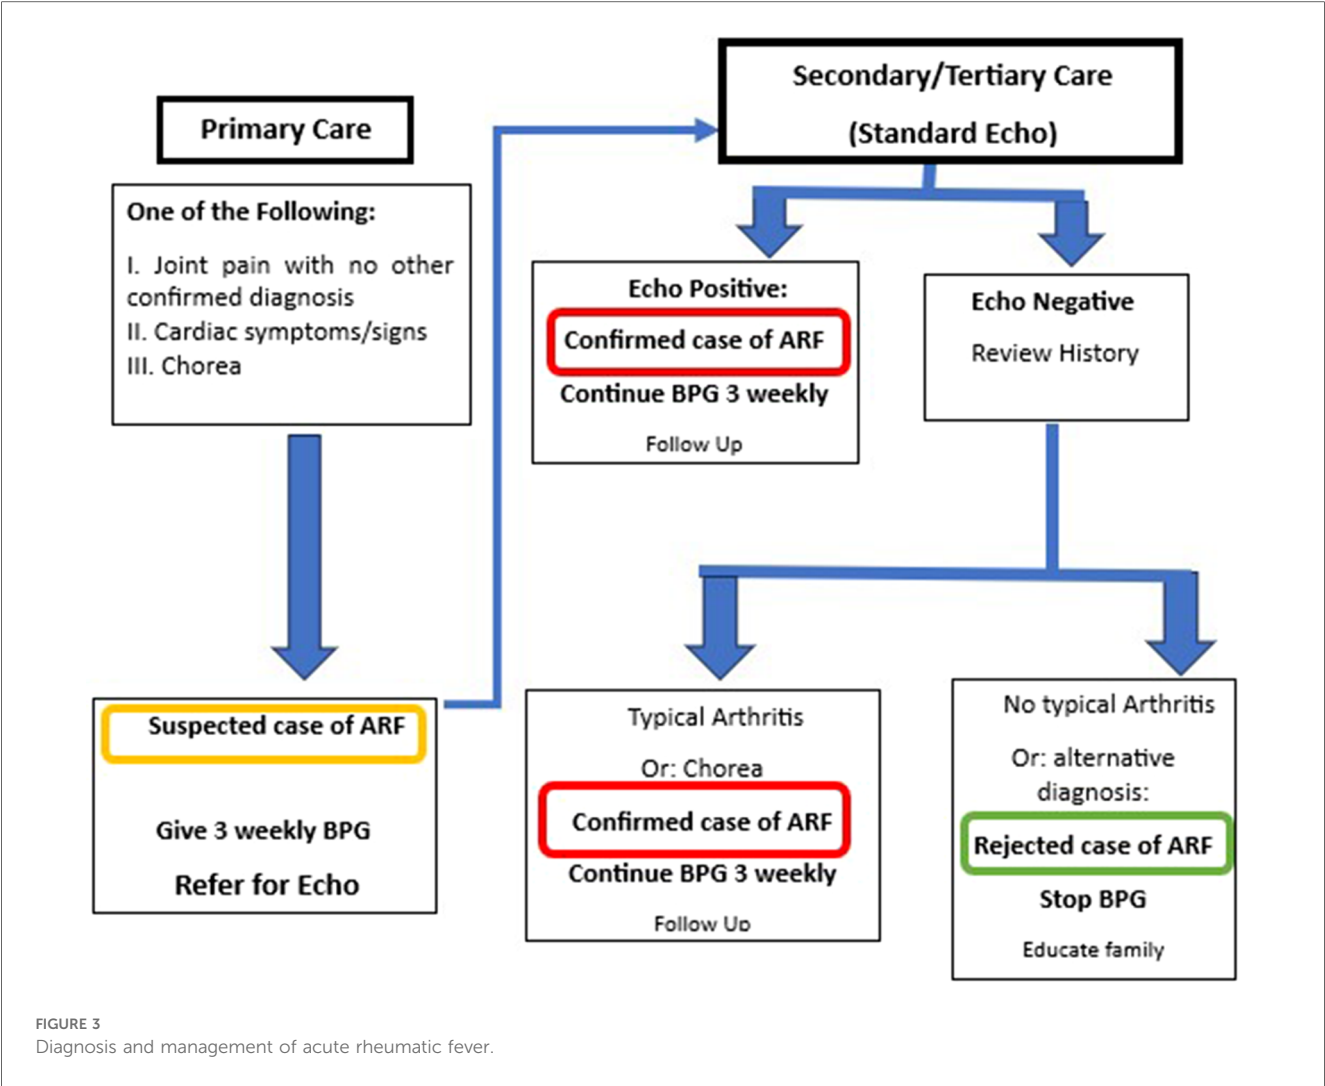 Primary Care
One of the Following:
I. Joint pain with no other
confirmed diagnosis
II. Cardiac symptoms/signs
III. Chorea
Suspected case of ARF
Give 3 weekly BPG
Refer for Echo
Secondary/Tertiary Care
(Standard Echo)
Echo Positive:
Confirmed case of ARF
Continue BPG 3 weekly
Follow Up
Echo Negative
Review History
Typical Arthritis
Or: Chorea
Confirmed case of ARF
Continue BPG 3 weekly
Follow Up
No typical Arthritis
Or: alternative
diagnosis:
Rejected case of ARF
Stop BPG
Educate family
FIGURE 3
Diagnosis and management of acute rheumatic fever.